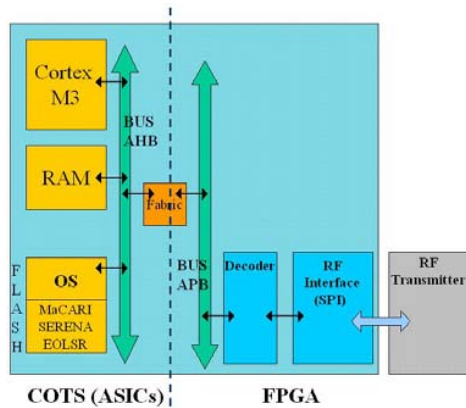 Cortex
M3
BUS
AHB
RAM
Fabric
F
L
A
S
H
OS
MaCARI
SERENA
EOLSR
BUS
APB
Decoder
RF
Interface
(SPI)
RF
Transmitter
COTS (ASICs)
FPGA